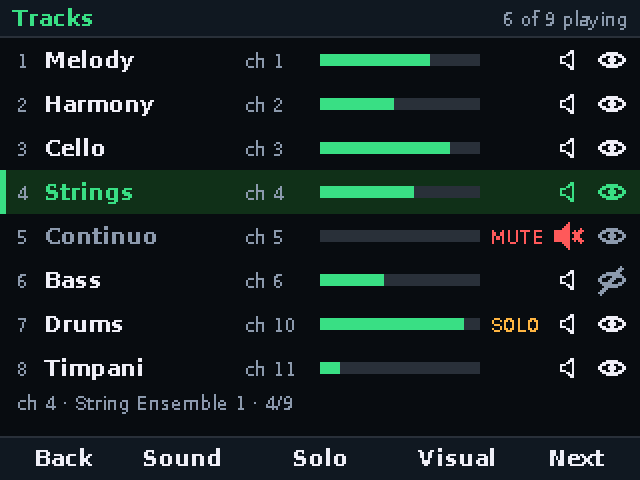 Tracks 6 of 9 playing
1 Melody ch 1
2 Harmony ch 2
3 Cello ch 3
4 Strings ch 4
5 Continuo ch 5 MUTE
6 Bass ch 6
7 Drums ch 10 SOLO
8 Timpani ch 11
ch 4 · String Ensemble 1 · 4/9
Back Sound Solo Visual Next